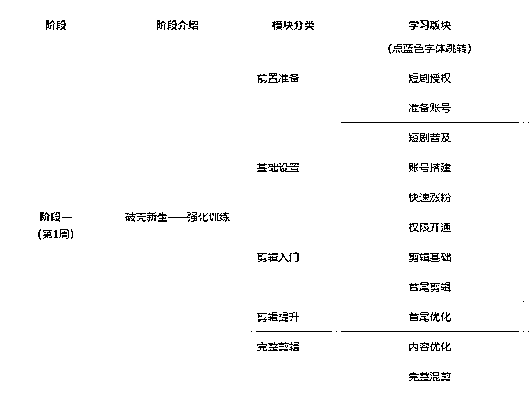 阶段 阶段介绍 模块分类 学习版块
(点蓝色字体跳转)
前置准备 短剧授权
准备账号
短剧普及
基础设置 账号搭建
快速涨粉
阶段一 破壳新生——强化训练
(第1周)
权限开通
剪辑入门 剪辑基础
首尾剪辑
剪辑提升 首尾优化
完整剪辑 内容优化
完整混剪